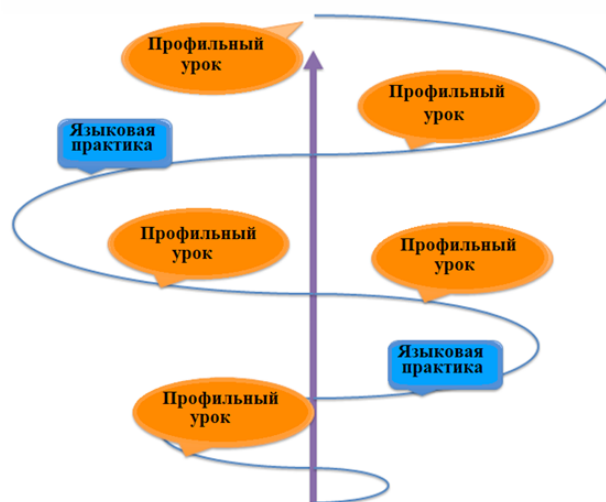 Профильный
урок
Профильный
урок
Языковая
практика
Профильный
урок
Профильный
урок
Языковая
практика
Профильный
урок